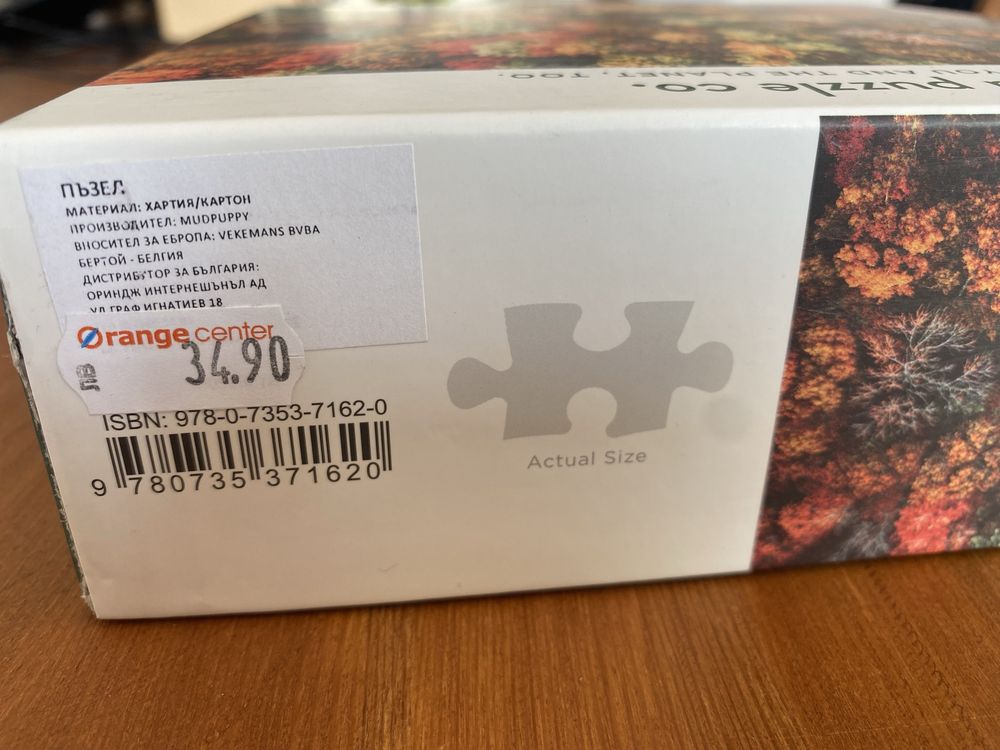 puzzle co.
AND THE PLANET, TOO.
ПЪЗЕЛ
МАТЕРИАЛ: ХАРТИЯ/КАРТОН
ПРОИЗВОДИТЕЛ: MUDPUPPY
ВНОСИТЕЛ ЗА ЕВРОПА: VEKEMANS BVBA
БЕРТОЙ - БЕЛГИЯ
ДИСТРИБУТОР ЗА БЪЛГАРИЯ:
ОРИНДЖ ИНТЕРНЕШЪНЪЛ АД
УЛ ГРАФ ИГНАТИЕВ 18
Orange center
ЛВ 34.90
ISBN: 978-0-7353-7162-0
9 780735 371620
Actual Size